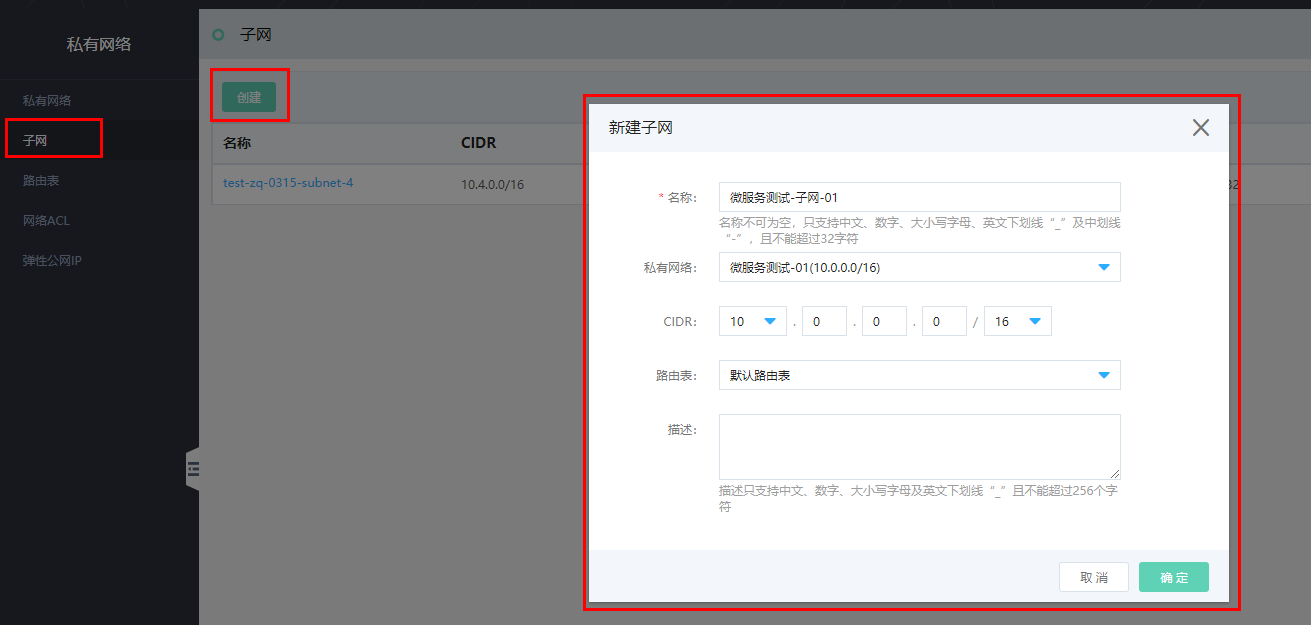 私有网络
私有网络
子网
路由表
网络ACL
弹性公网IP
子网
创建
名称
CIDR
test-zq-0315-subnet-4
10.4.0.0/16
32
新建子网
* 名称:
微服务测试-子网-01
名称不可为空，只支持中文、数字、大小写字母、英文下划线“_”及中划线
“-”，且不能超过32字符
私有网络:
微服务测试-01(10.0.0.0/16)
CIDR:
10 . 0 . 0 . 0 / 16
路由表:
默认路由表
描述:
描述只支持中文、数字、大小写字母及英文下划线“_”且不能超过256个字
符
取消
确定